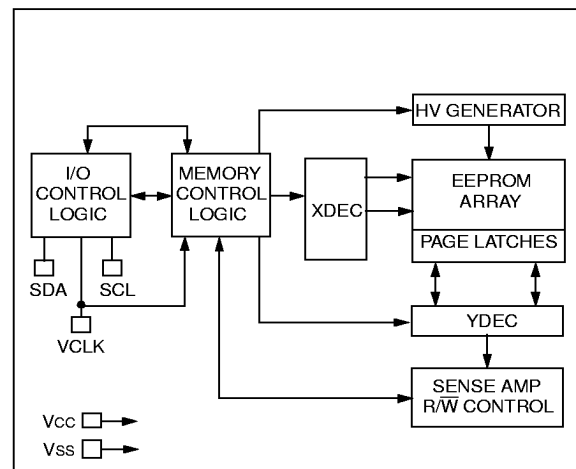 HV GENERATOR
I/O
CONTROL
LOGIC
MEMORY
CONTROL
LOGIC
XDEC
EEPROM
ARRAY
PAGE LATCHES
SDA
SCL
VCLK
YDEC
SENSE AMP
R/W̅ CONTROL
VCC
VSS